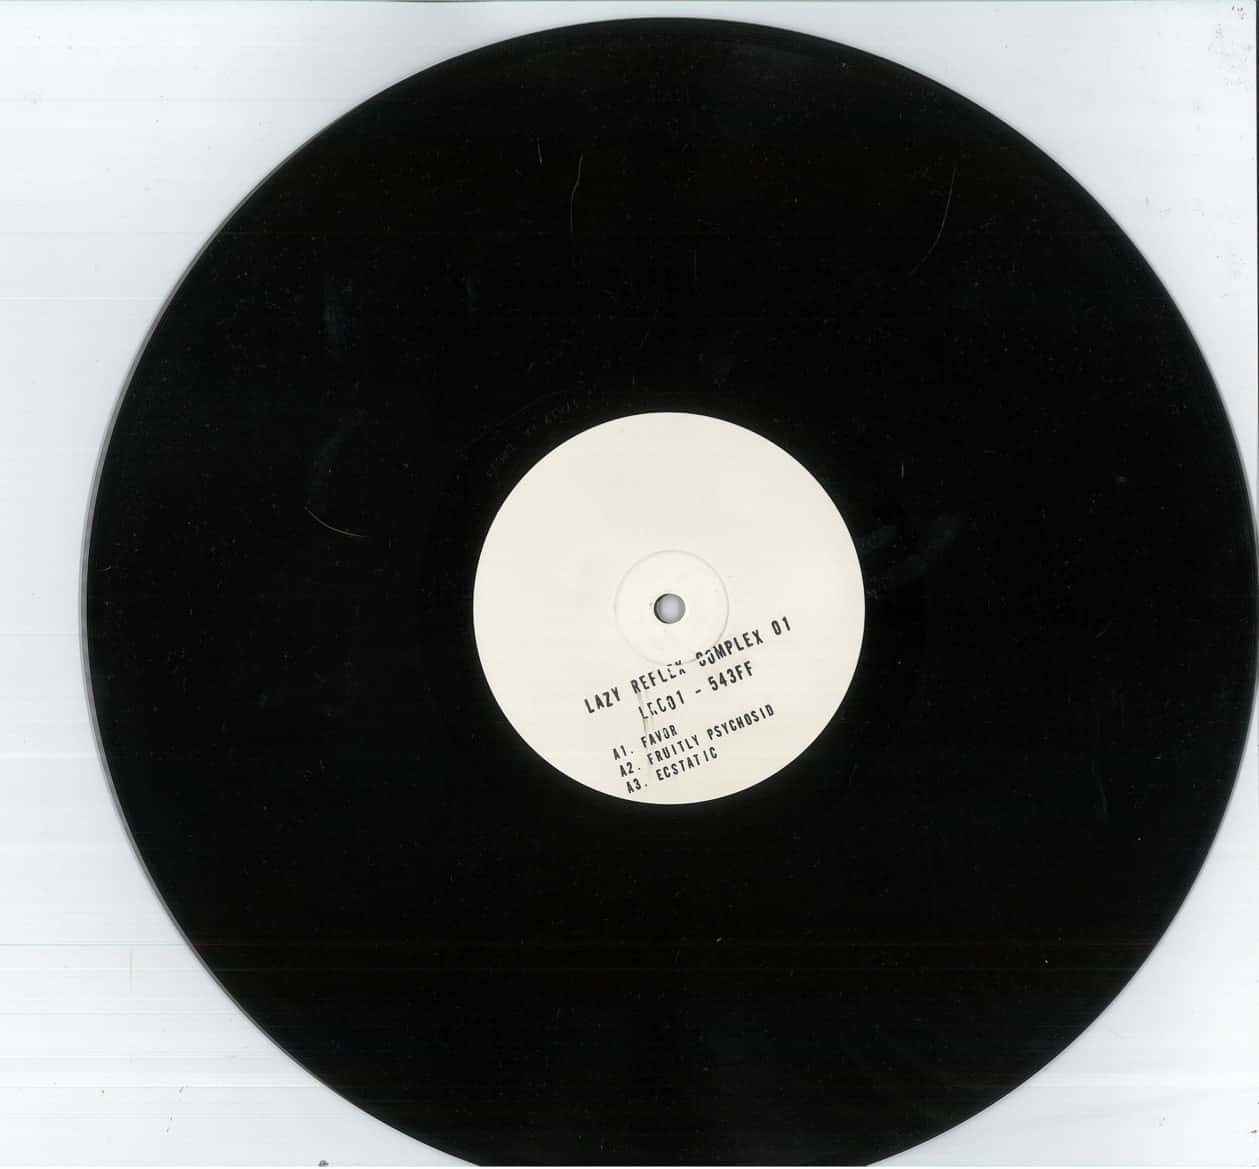 LAZY REFLEX COMPLEX 01
LRC01 - 543FF
A1. FAVOR
A2. FRUITLY PSYCHOSID
A3. ECSTATIC